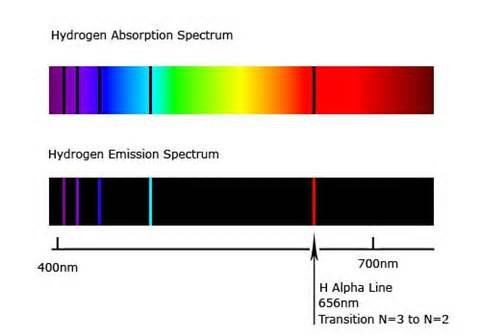 Hydrogen Absorption Spectrum
Hydrogen Emission Spectrum
400nm
700nm
H Alpha Line
656nm
Transition N=3 to N=2